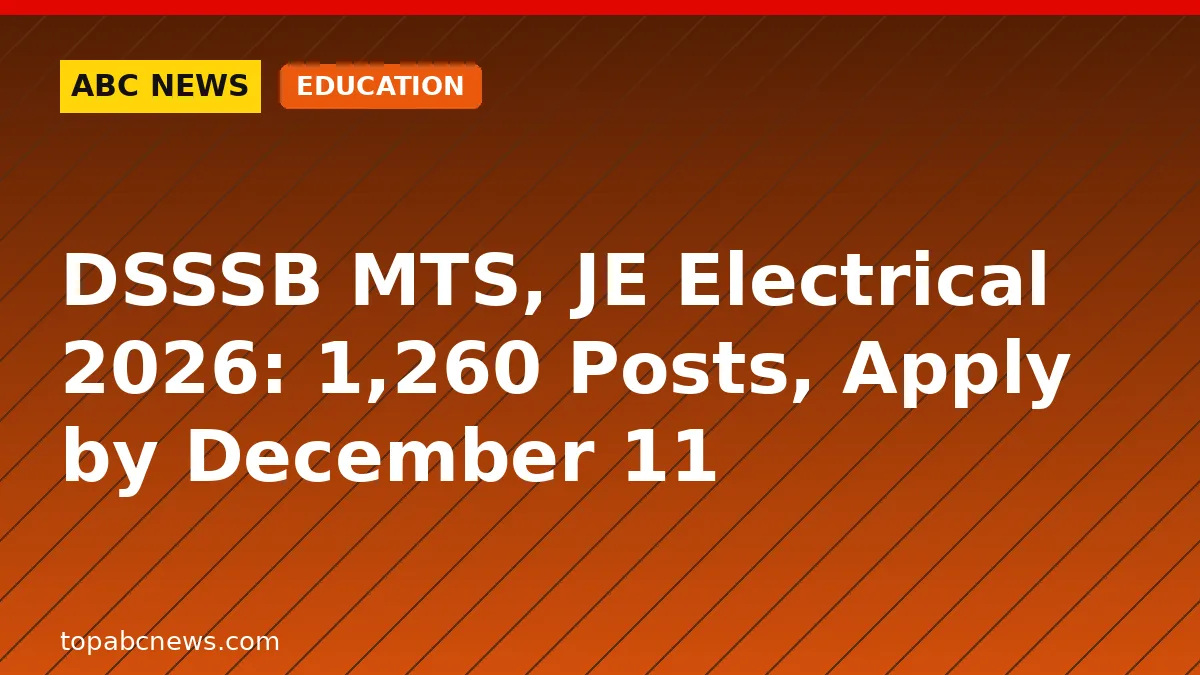 ABC NEWS
EDUCATION
DSSSB MTS, JE Electrical
2026: 1,260 Posts, Apply
by December 11
topabcnews.com